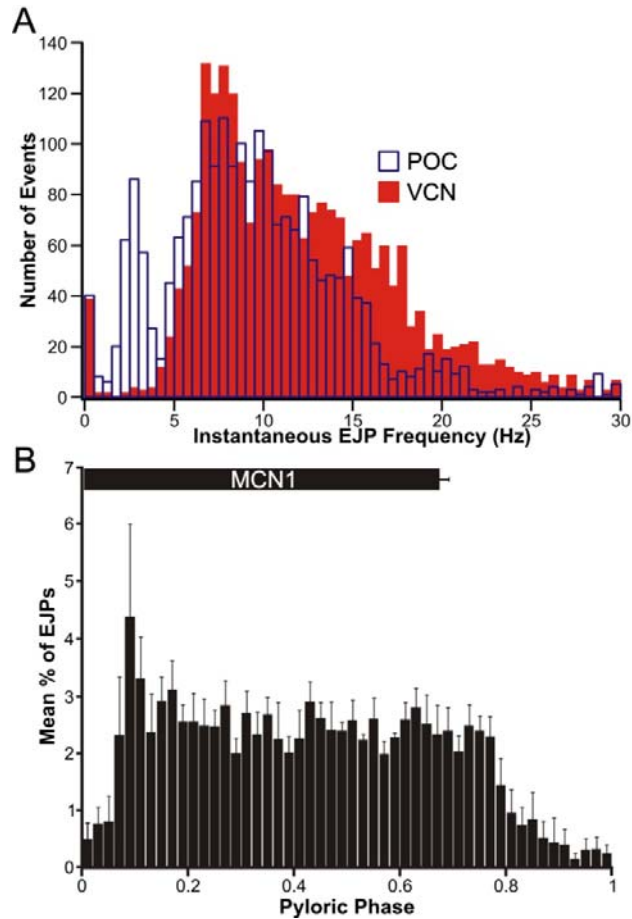 A
140
120
100
80
60
40
20
0
Number of Events
POC
VCN
0 5 10 15 20 25 30
Instantaneous EJP Frequency (Hz)
B
7
6
5
4
3
2
1
0
Mean % of EJPs
MCN1
0 0.2 0.4 0.6 0.8 1
Pyloric Phase